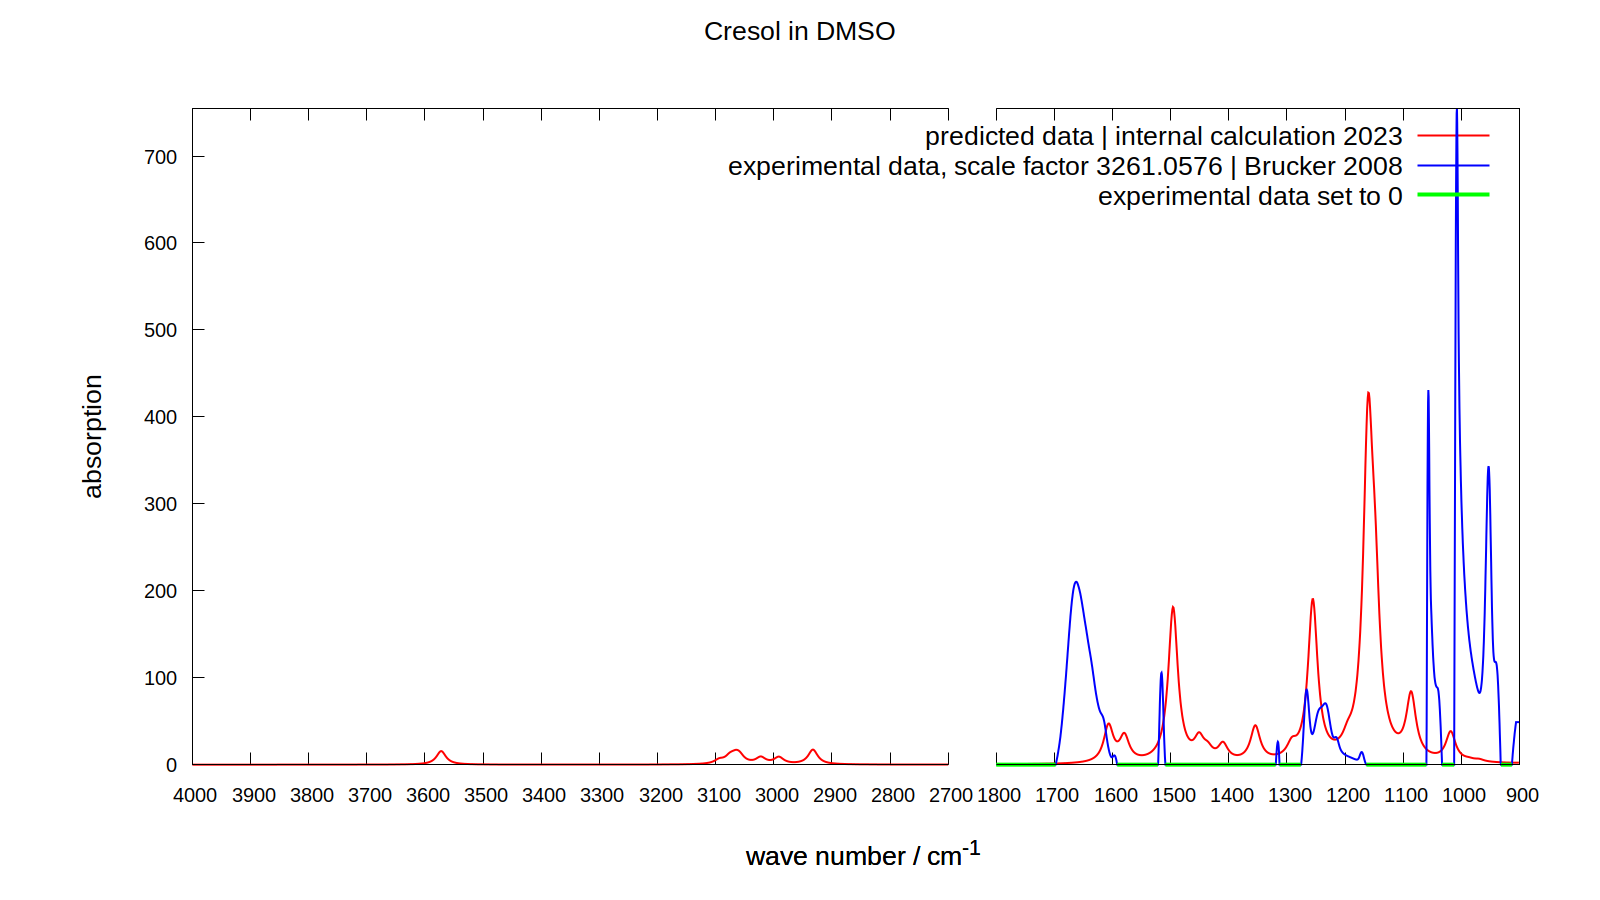 Cresol in DMSO
predicted data | internal calculation 2023
experimental data, scale factor 3261.0576 | Brucker 2008
experimental data set to 0
700
600
500
400
300
200
100
0
absorption
4000 3900 3800 3700 3600 3500 3400 3300 3200 3100 3000 2900 2800 2700 1800 1700 1600 1500 1400 1300 1200 1100 1000 900
wave number / cm-1